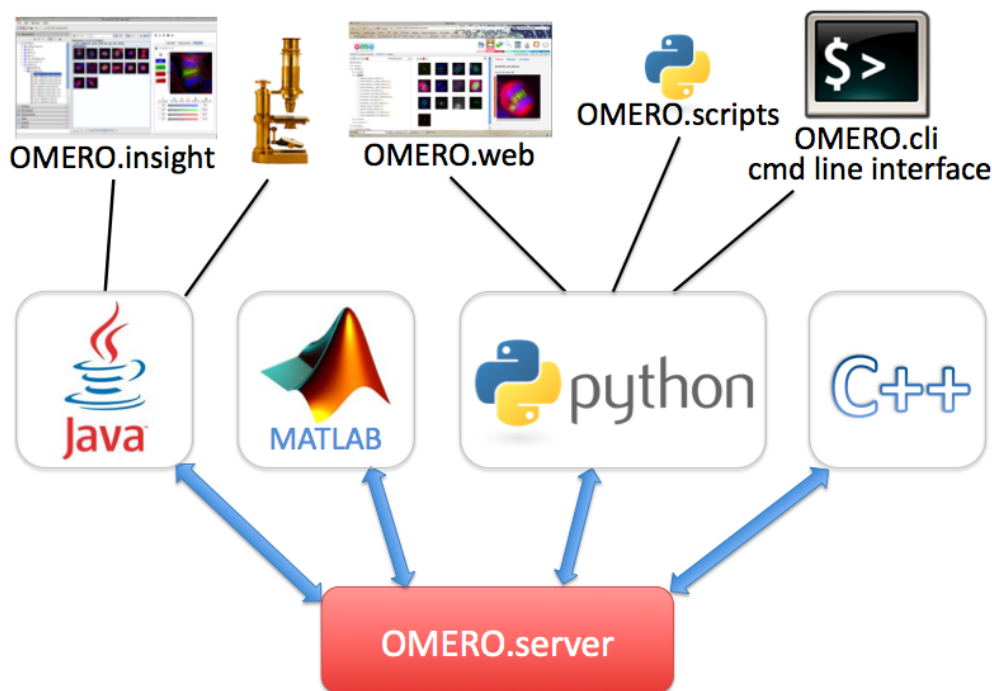 OMERO.insight
OMERO.web
OMERO.scripts
$>
OMERO.cli
cmd line interface
Java
MATLAB
python
C++
OMERO.server